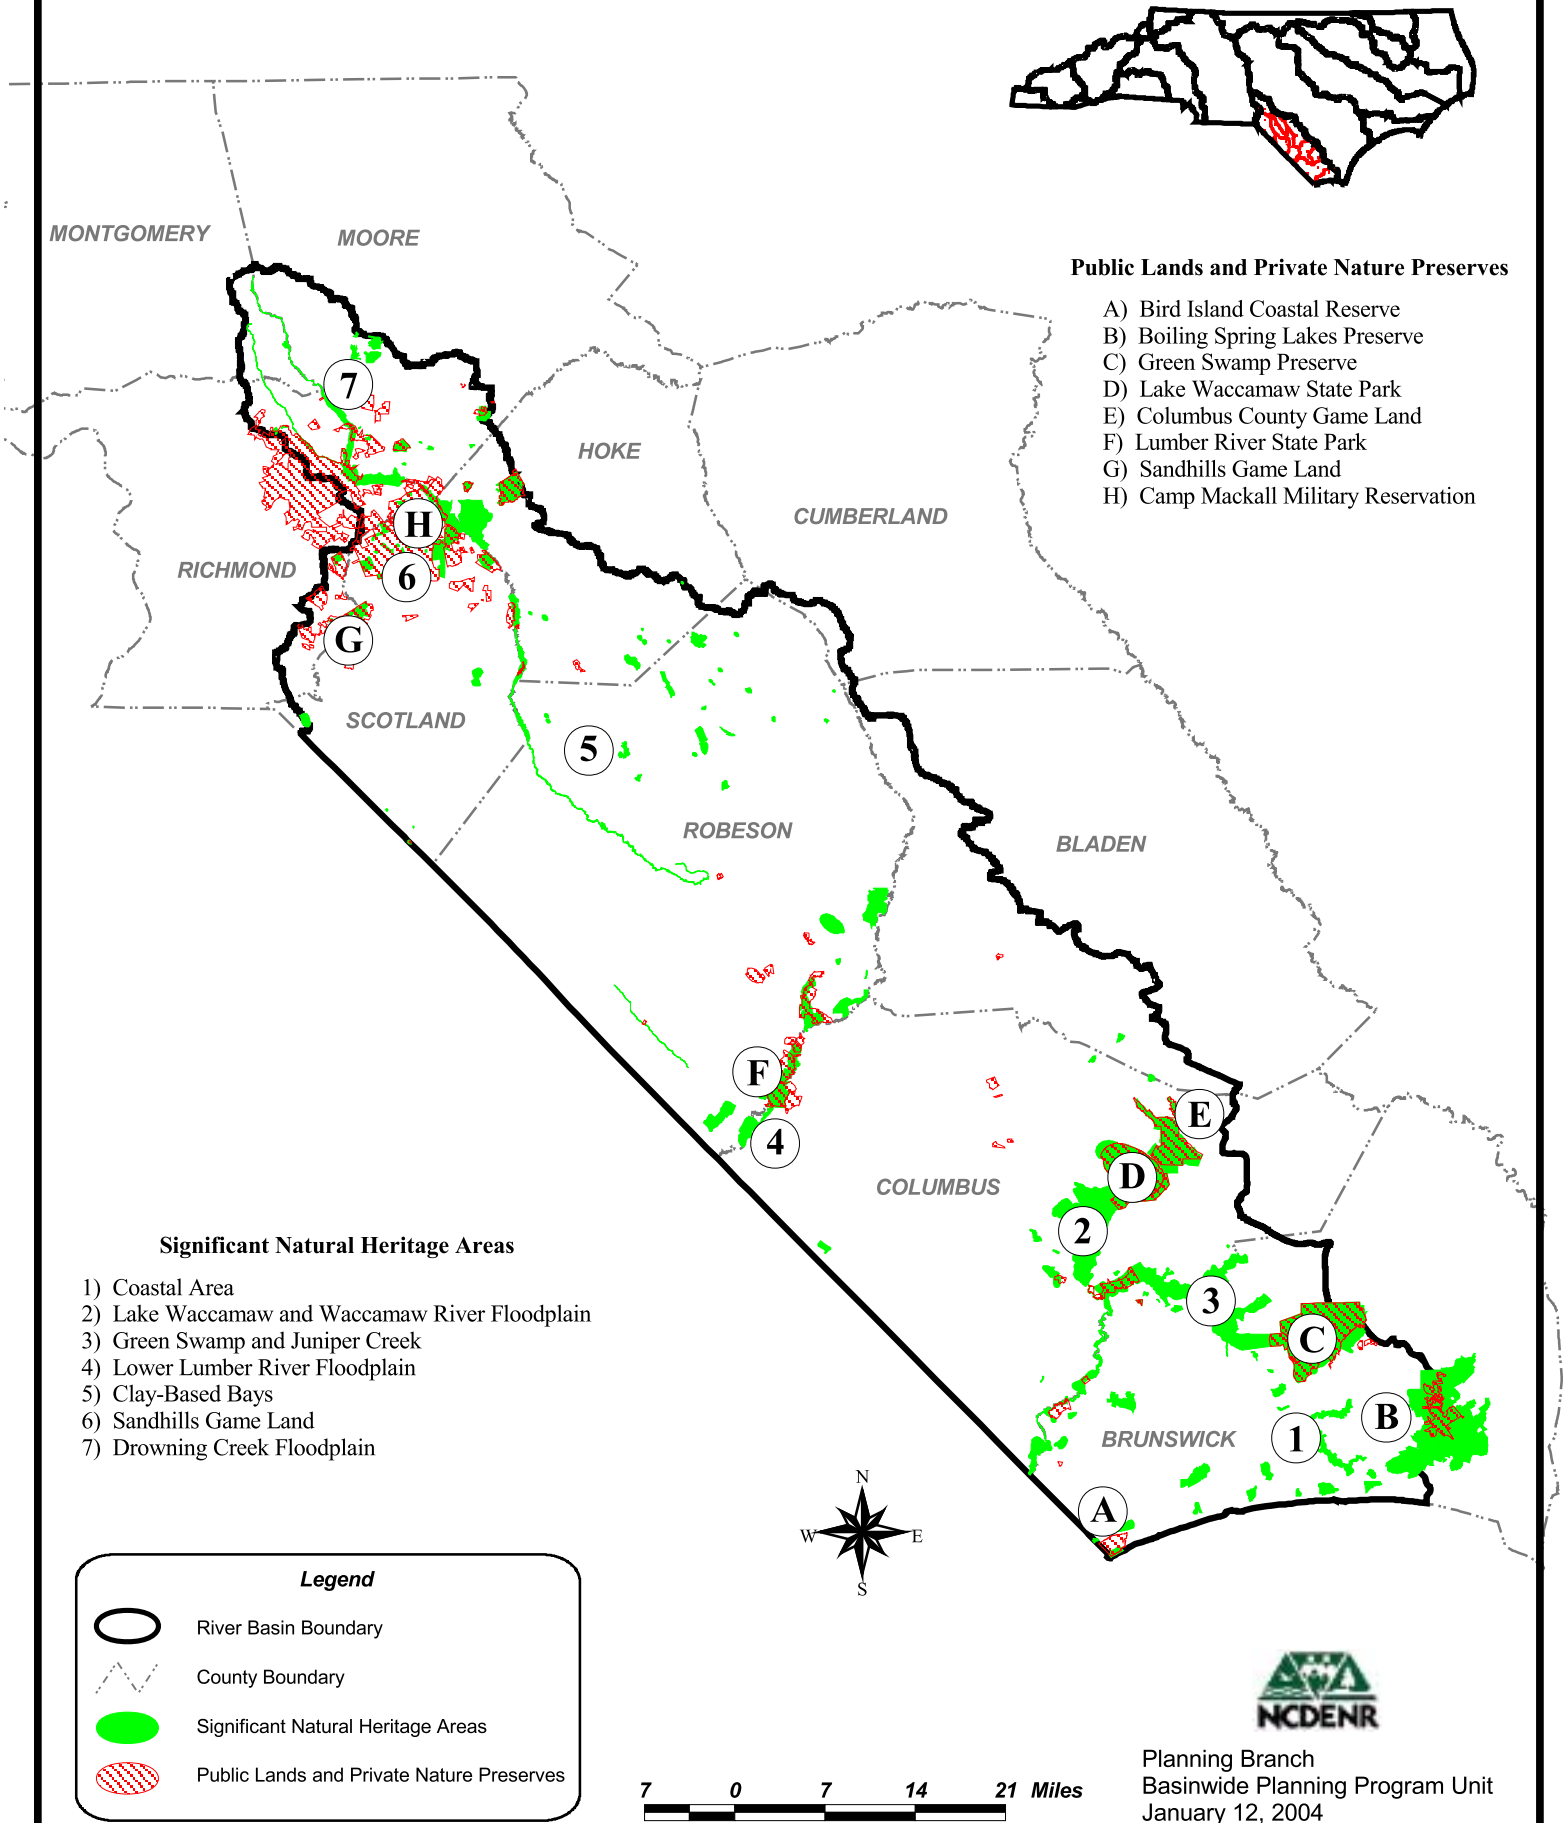 MONTGOMERY
MOORE
Public Lands and Private Nature Preserves
A) Bird Island Coastal Reserve
B) Boiling Spring Lakes Preserve
C) Green Swamp Preserve
D) Lake Waccamaw State Park
E) Columbus County Game Land
F) Lumber River State Park
G) Sandhills Game Land
H) Camp Mackall Military Reservation
7
HOKE
CUMBERLAND
H
RICHMOND
6
G
SCOTLAND
5
ROBESON
BLADEN
F
E
4
D
COLUMBUS
2
3
C
B
BRUNSWICK
1
A
Significant Natural Heritage Areas
1) Coastal Area
2) Lake Waccamaw and Waccamaw River Floodplain
3) Green Swamp and Juniper Creek
4) Lower Lumber River Floodplain
5) Clay-Based Bays
6) Sandhills Game Land
7) Drowning Creek Floodplain
N
W E
S
Legend
River Basin Boundary
County Boundary
Significant Natural Heritage Areas
Public Lands and Private Nature Preserves
7 0 7 14 21 Miles
NCDENR
Planning Branch
Basinwide Planning Program Unit
January 12, 2004